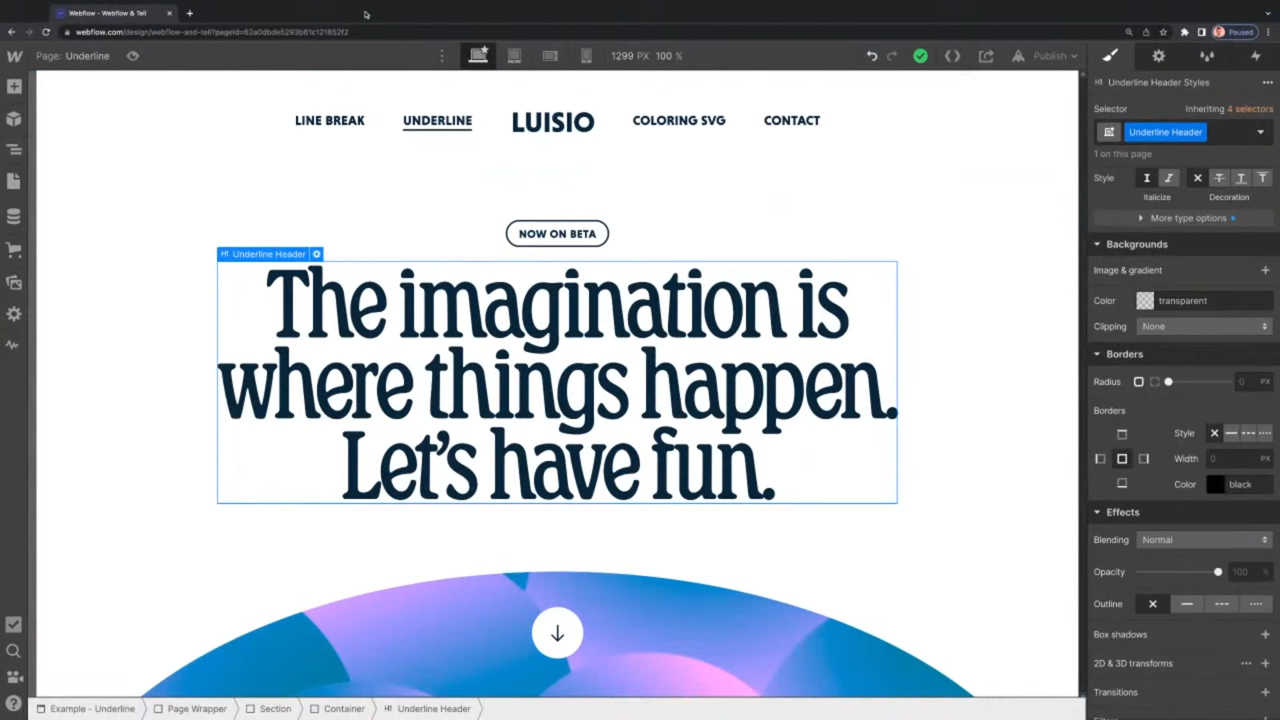 Webflow - Webflow & Tell
webflow.com/design/webflow-and-tell?pageId=62a0dbde5293b61c121852f2
Paused
Page: Underline
1299 PX 100 %
Publish
LINE BREAK
UNDERLINE
LUISIO
COLORING SVG
CONTACT
NOW ON BETA
H1 Underline Header
The imagination is
where things happen.
Let's have fun.
H1 Underline Header Styles
Selector
Inheriting 4 selectors
Underline Header
1 on this page
Style
Italicize
Decoration
More type options
Backgrounds
Image & gradient
Color
transparent
Clipping
None
Borders
Radius
0 PX
Borders
Style
Width
0 PX
Color
black
Effects
Blending
Normal
Opacity
100 %
Outline
Box shadows
2D & 3D transforms
Transitions
Example - Underline
Page Wrapper
Section
Container
H1 Underline Header